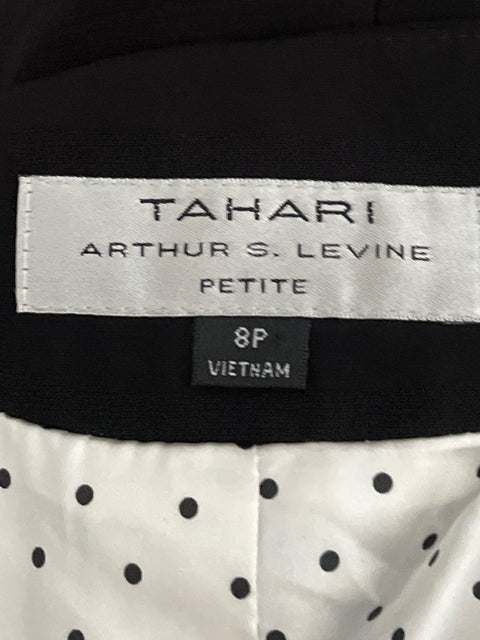 TAHARI
ARTHUR S. LEVINE
PETITE
8P
VIETNAM